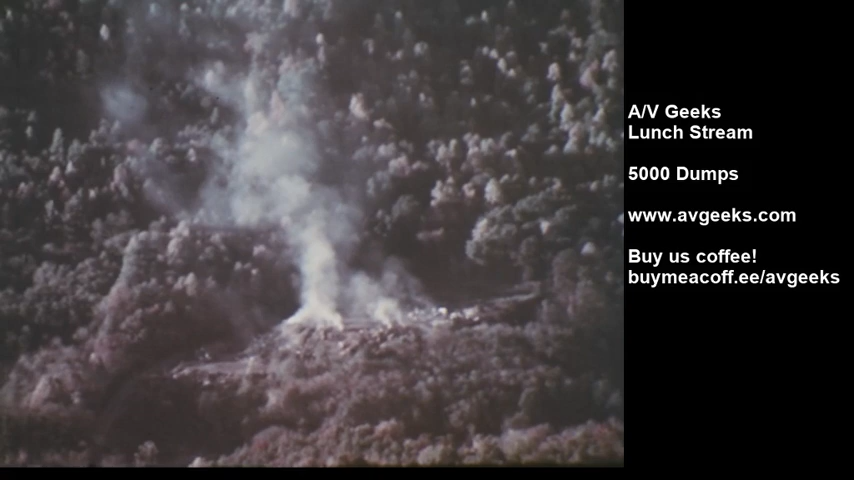 A/V Geeks
Lunch Stream
5000 Dumps
www.avgeeks.com
Buy us coffee!
buymeacoff.ee/avgeeks